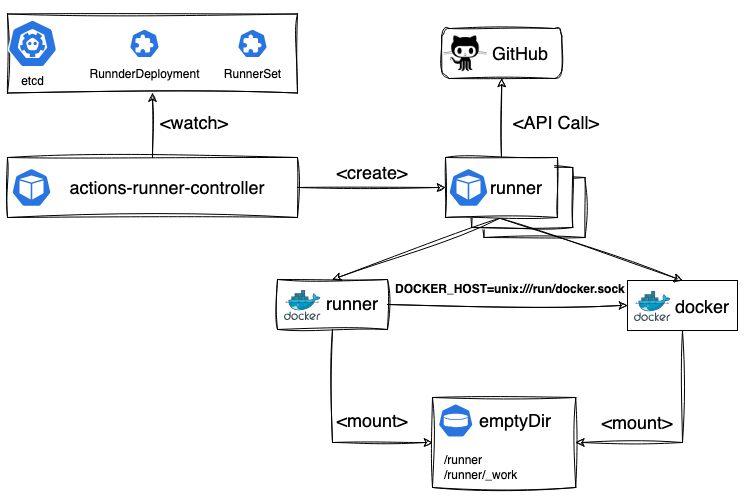 etcd
RunnderDeployment
RunnerSet
GitHub
<watch>
<API Call>
actions-runner-controller
<create>
runner
docker
runner
DOCKER_HOST=unix:///run/docker.sock
docker
docker
<mount>
emptyDir
<mount>
/runner
/runner/_work